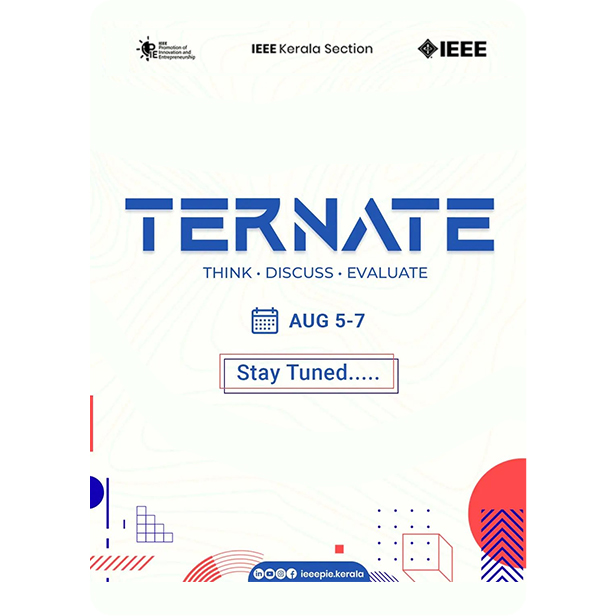 IEEE
Promotion of
Innovation and
Entrepreneurship
PIE
IEEE Kerala Section
IEEE
TERNATE
THINK • DISCUSS • EVALUATE
AUG 5-7
Stay Tuned.....
ieeepie.kerala